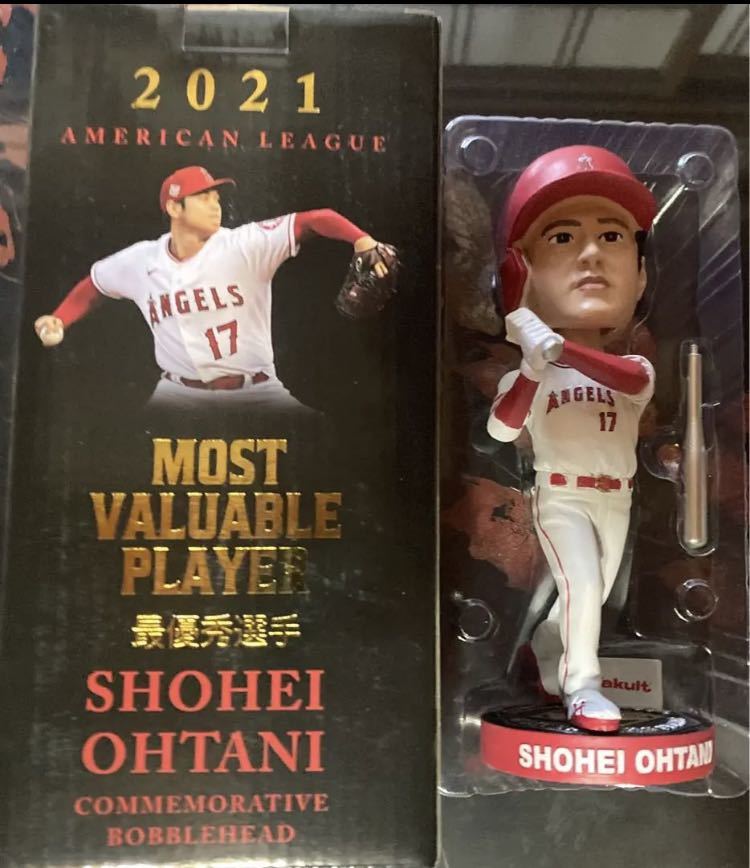 2021
AMERICAN LEAGUE
ANGELS
17
MOST
VALUABLE
PLAYER
最優秀選手
SHOHEI
OHTANI
COMMEMORATIVE
BOBBLEHEAD
ANGELS
17
akult
SHOHEI OHTANI